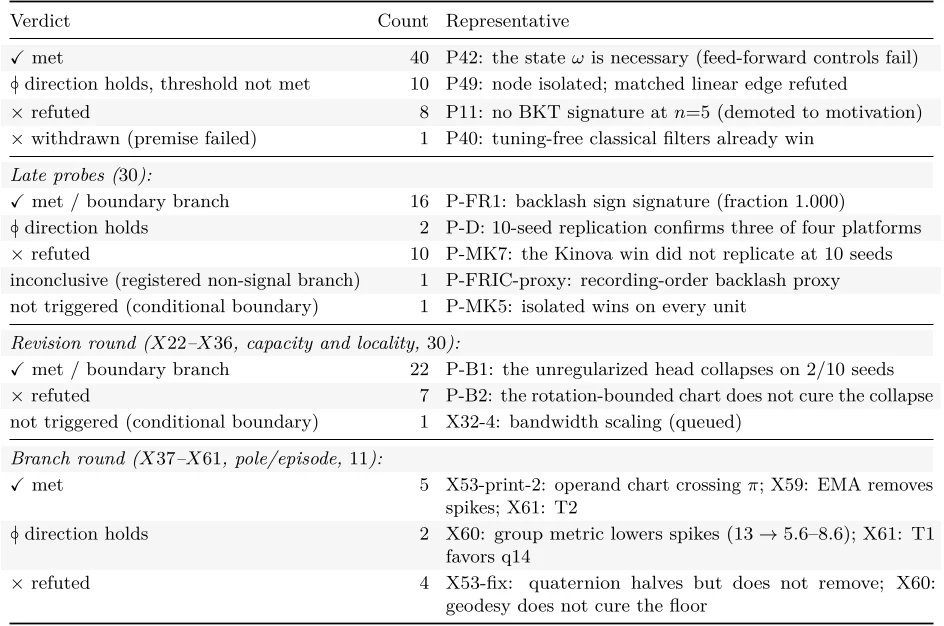 Verdict Count Representative
✓ met 40 P42: the state ω is necessary (feed-forward controls fail)
⌽ direction holds, threshold not met 10 P49: node isolated; matched linear edge refuted
× refuted 8 P11: no BKT signature at n=5 (demoted to motivation)
× withdrawn (premise failed) 1 P40: tuning-free classical filters already win
Late probes (30):
✓ met / boundary branch 16 P-FR1: backlash sign signature (fraction 1.000)
⌽ direction holds 2 P-D: 10-seed replication confirms three of four platforms
× refuted 10 P-MK7: the Kinova win did not replicate at 10 seeds
inconclusive (registered non-signal branch) 1 P-FRIC-proxy: recording-order backlash proxy
not triggered (conditional boundary) 1 P-MK5: isolated wins on every unit
Revision round (X22–X36, capacity and locality, 30):
✓ met / boundary branch 22 P-B1: the unregularized head collapses on 2/10 seeds
× refuted 7 P-B2: the rotation-bounded chart does not cure the collapse
not triggered (conditional boundary) 1 X32-4: bandwidth scaling (queued)
Branch round (X37–X61, pole/episode, 11):
✓ met 5 X53-print-2: operand chart crossing π; X59: EMA removes
spikes; X61: T2
⌽ direction holds 2 X60: group metric lowers spikes (13 → 5.6–8.6); X61: T1
favors q14
× refuted 4 X53-fix: quaternion halves but does not remove; X60:
geodesy does not cure the floor